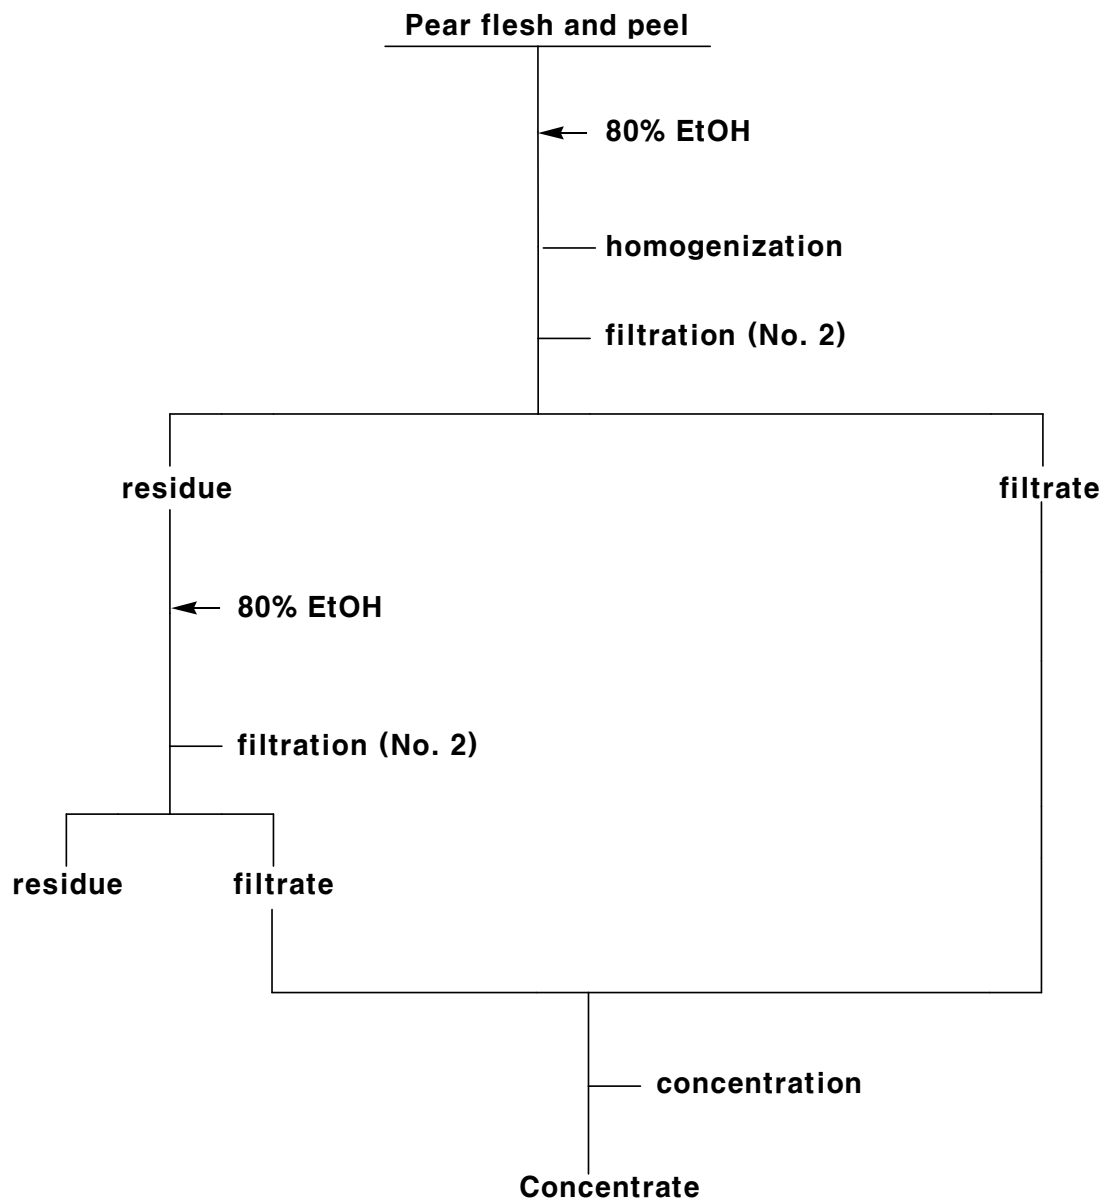 Pear flesh and peel
80% EtOH
homogenization
filtration (No. 2)
residue
filtrate
80% EtOH
filtration (No. 2)
residue
filtrate
concentration
Concentrate